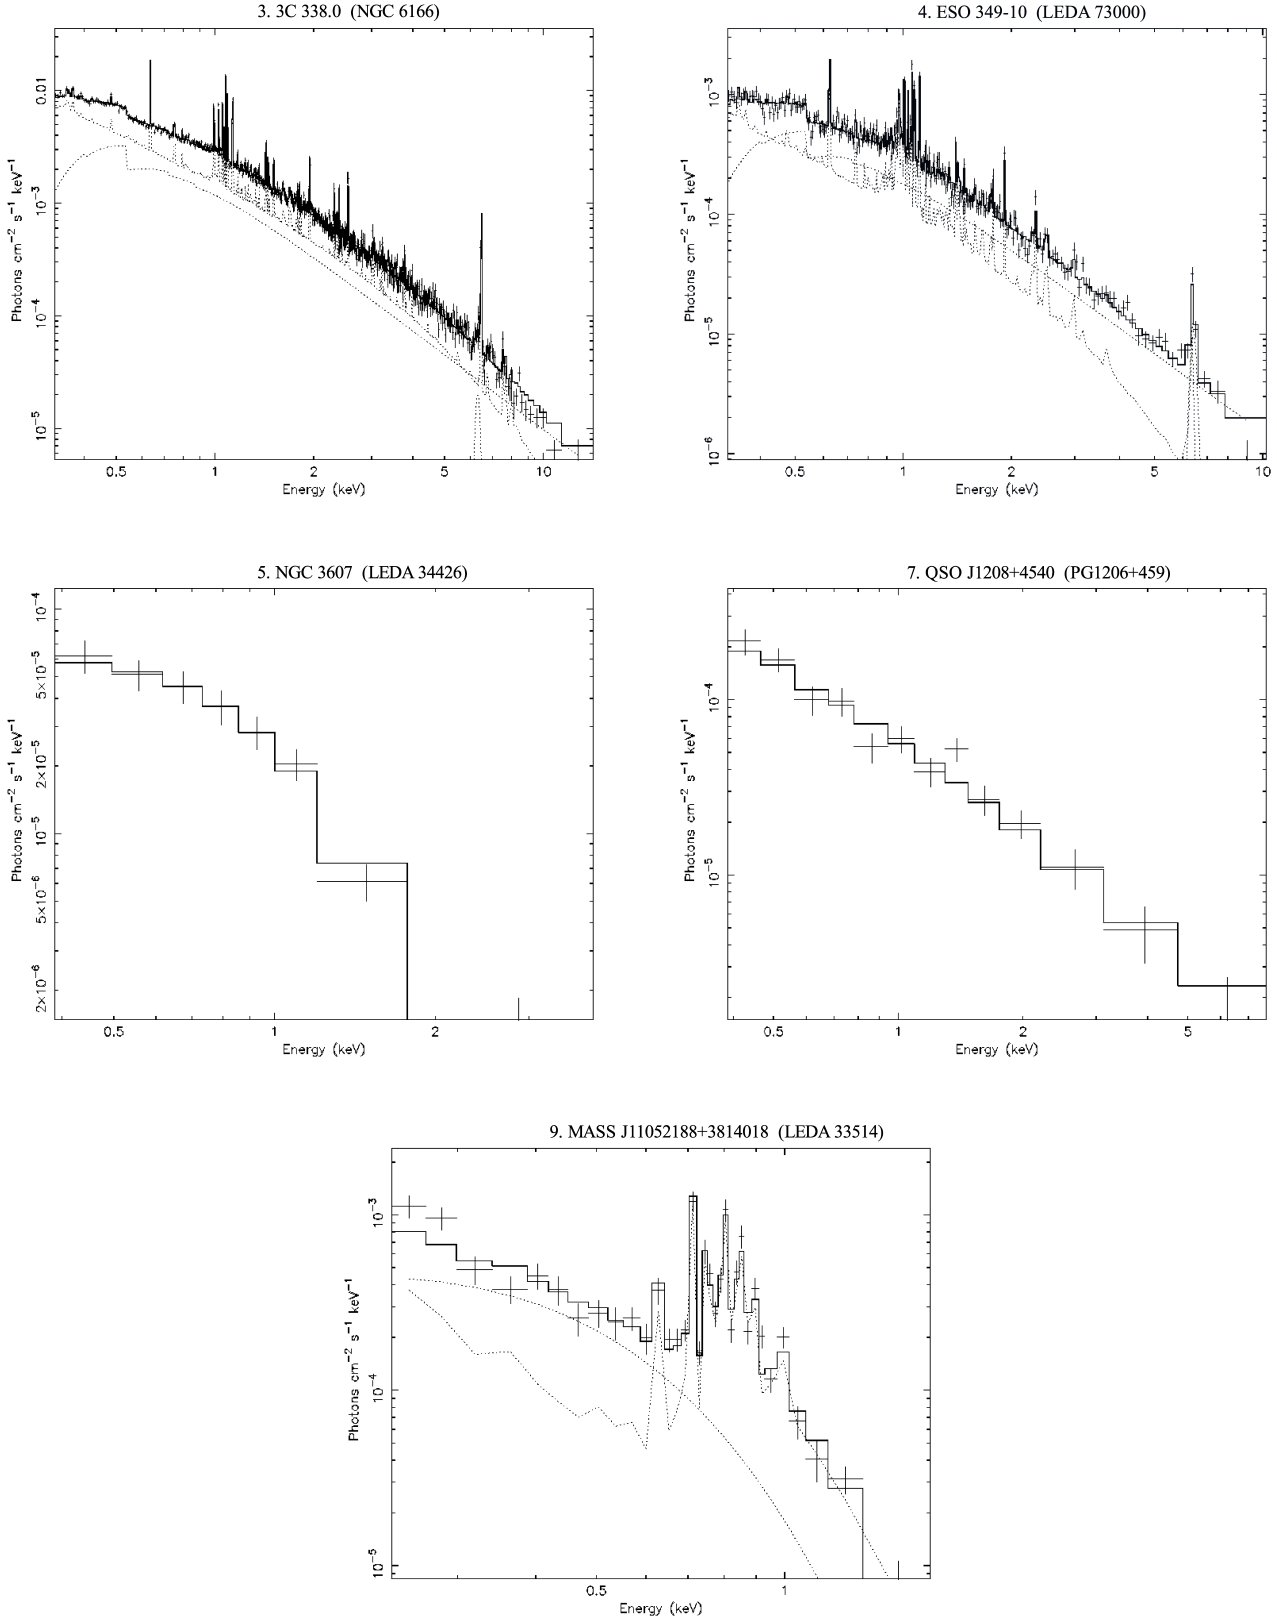 3. 3C 338.0 (NGC 6166)
0.01
10⁻³
10⁻⁴
10⁻⁵
Photons cm⁻² s⁻¹ keV⁻¹
0.5 1 2 5 10
Energy (keV)
4. ESO 349-10 (LEDA 73000)
10⁻³
10⁻⁴
10⁻⁵
10⁻⁶
Photons cm⁻² s⁻¹ keV⁻¹
0.5 1 2 5 10
Energy (keV)
5. NGC 3607 (LEDA 34426)
10⁻⁴
5×10⁻⁵
2×10⁻⁵
10⁻⁵
5×10⁻⁶
2×10⁻⁶
Photons cm⁻² s⁻¹ keV⁻¹
0.5 1 2
Energy (keV)
7. QSO J1208+4540 (PG1206+459)
10⁻⁴
10⁻⁵
Photons cm⁻² s⁻¹ keV⁻¹
0.5 1 2 5
Energy (keV)
9. MASS J11052188+3814018 (LEDA 33514)
10⁻³
10⁻⁴
10⁻⁵
Photons cm⁻² s⁻¹ keV⁻¹
0.5 1
Energy (keV)